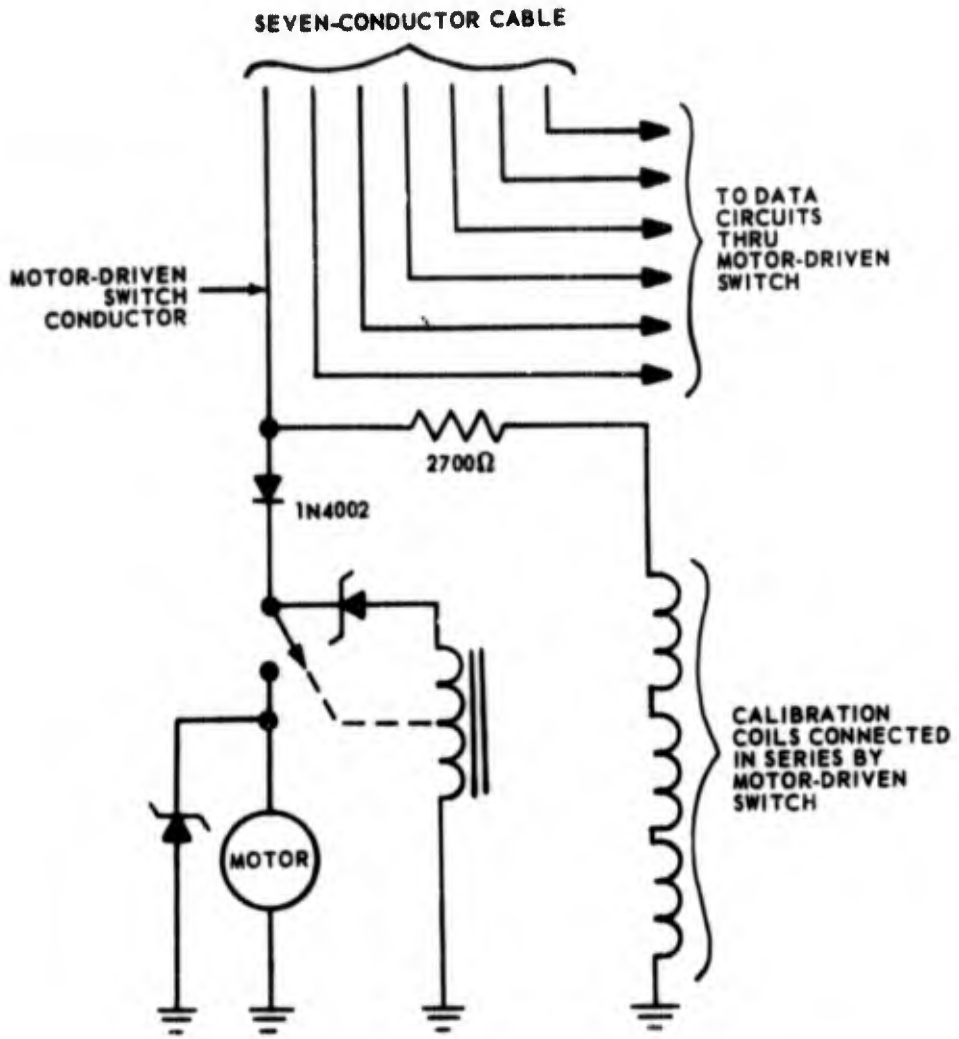 SEVEN-CONDUCTOR CABLE
TO DATA
CIRCUITS
THRU
MOTOR-DRIVEN
SWITCH
MOTOR-DRIVEN
SWITCH
CONDUCTOR
2700Ω
1N4002
CALIBRATION
COILS CONNECTED
IN SERIES BY
MOTOR-DRIVEN
SWITCH
MOTOR